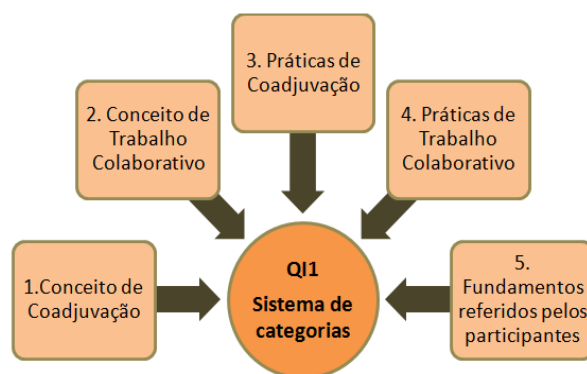 3. Práticas de
Coadjuvação
2. Conceito de
Trabalho
Colaborativo
4. Práticas de
Trabalho
Colaborativo
1.Conceito de
Coadjuvação
QI1
Sistema de
categorias
5.
Fundamentos
referidos pelos
participantes